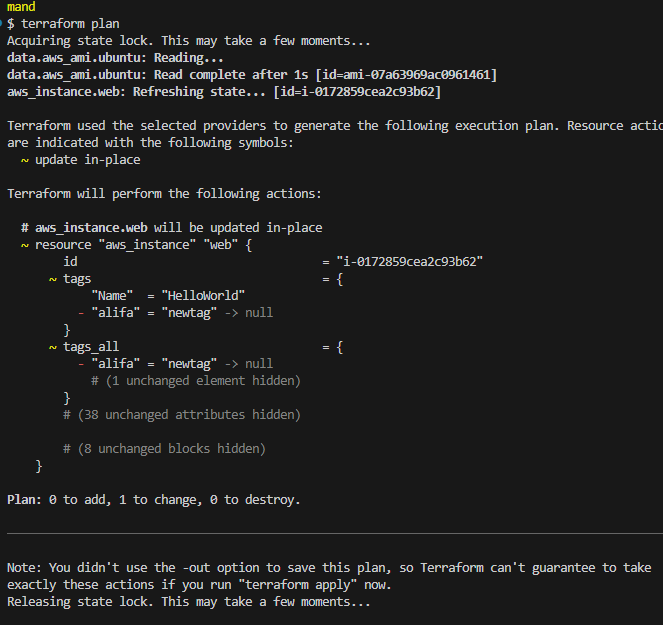 mand
$ terraform plan
Acquiring state lock. This may take a few moments...
data.aws_ami.ubuntu: Reading...
data.aws_ami.ubuntu: Read complete after 1s [id=ami-07a63969ac0961461]
aws_instance.web: Refreshing state... [id=i-0172859cea2c93b62]

Terraform used the selected providers to generate the following execution plan. Resource actio
are indicated with the following symbols:
  ~ update in-place

Terraform will perform the following actions:

  # aws_instance.web will be updated in-place
  ~ resource "aws_instance" "web" {
        id                                   = "i-0172859cea2c93b62"
      ~ tags                                 = {
            "Name"  = "HelloWorld"
          - "alifa" = "newtag" -> null
        }
      ~ tags_all                             = {
          - "alifa" = "newtag" -> null
            # (1 unchanged element hidden)
        }
        # (38 unchanged attributes hidden)

        # (8 unchanged blocks hidden)
    }

Plan: 0 to add, 1 to change, 0 to destroy.

Note: You didn't use the -out option to save this plan, so Terraform can't guarantee to take
exactly these actions if you run "terraform apply" now.
Releasing state lock. This may take a few moments...